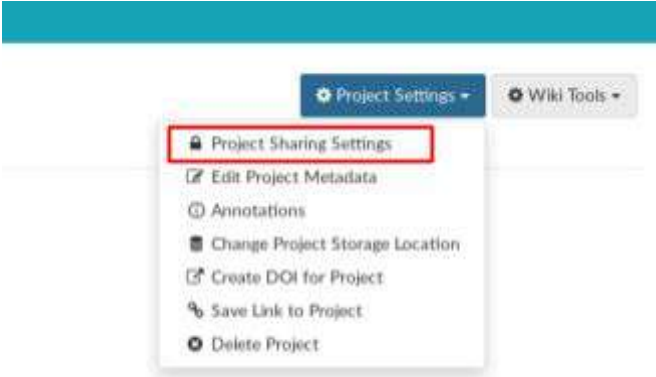 Project Settings
Wiki Tools
Project Sharing Settings
Edit Project Metadata
Annotations
Change Project Storage Location
Create DOI for Project
Save Link to Project
Delete Project